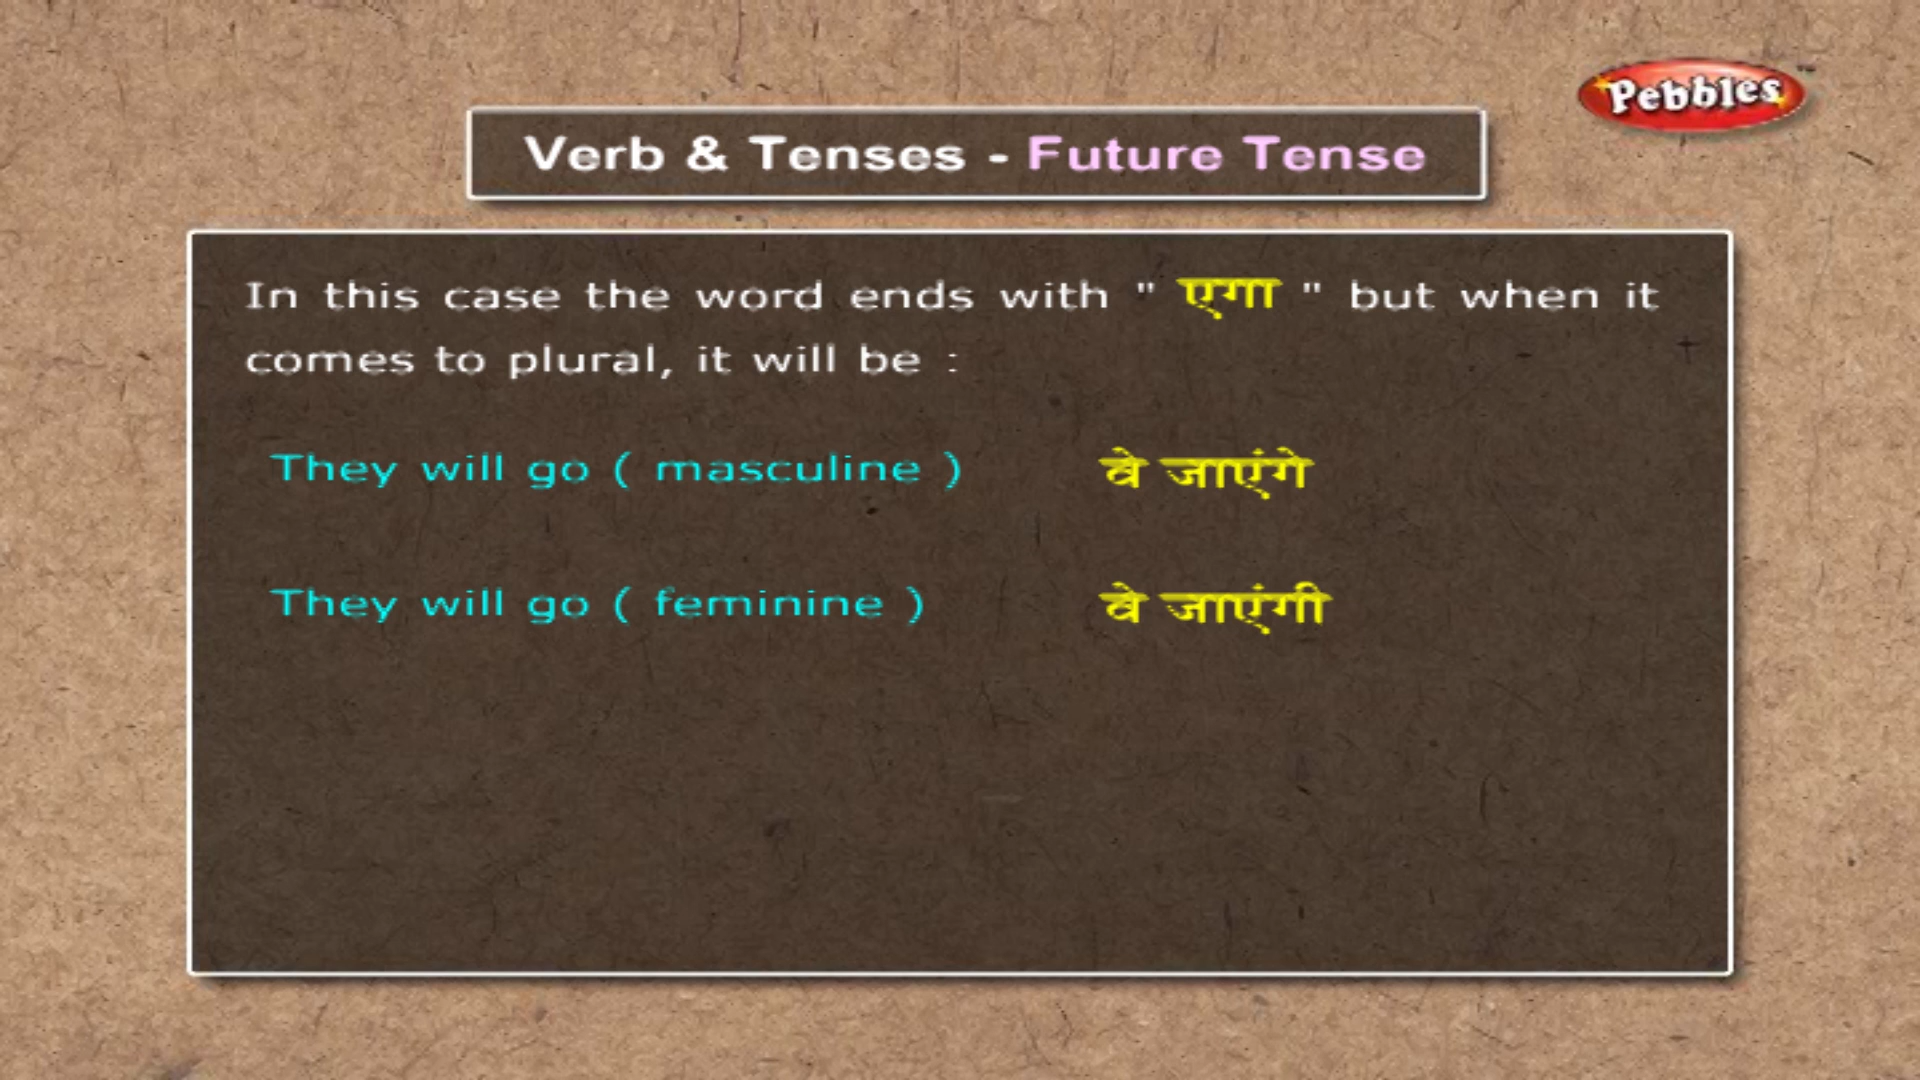 Pebbles
Verb & Tenses - Future Tense
In this case the word ends with " एगा " but when it
comes to plural, it will be :
They will go ( masculine ) वे जाएंगे
They will go ( feminine ) वे जाएंगी